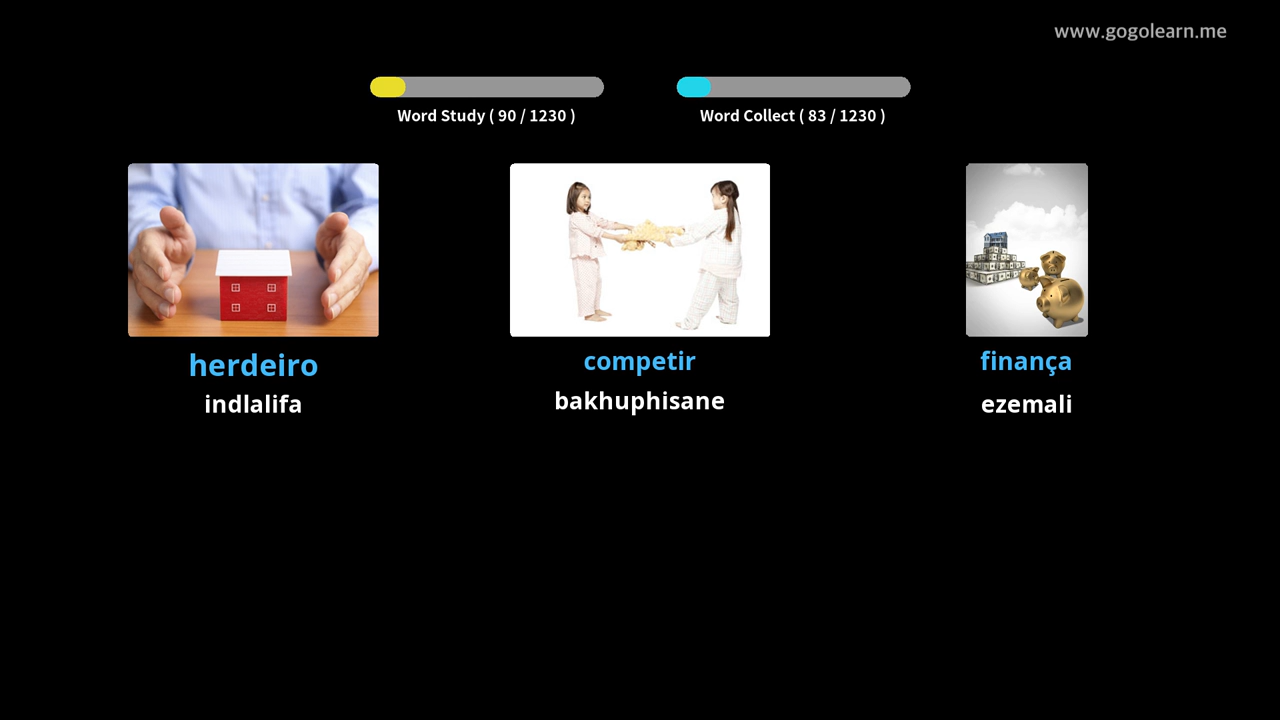 www.gogolearn.me
Word Study ( 90 / 1230 )
Word Collect ( 83 / 1230 )
herdeiro
indlalifa
competir
bakhuphisane
finança
ezemali